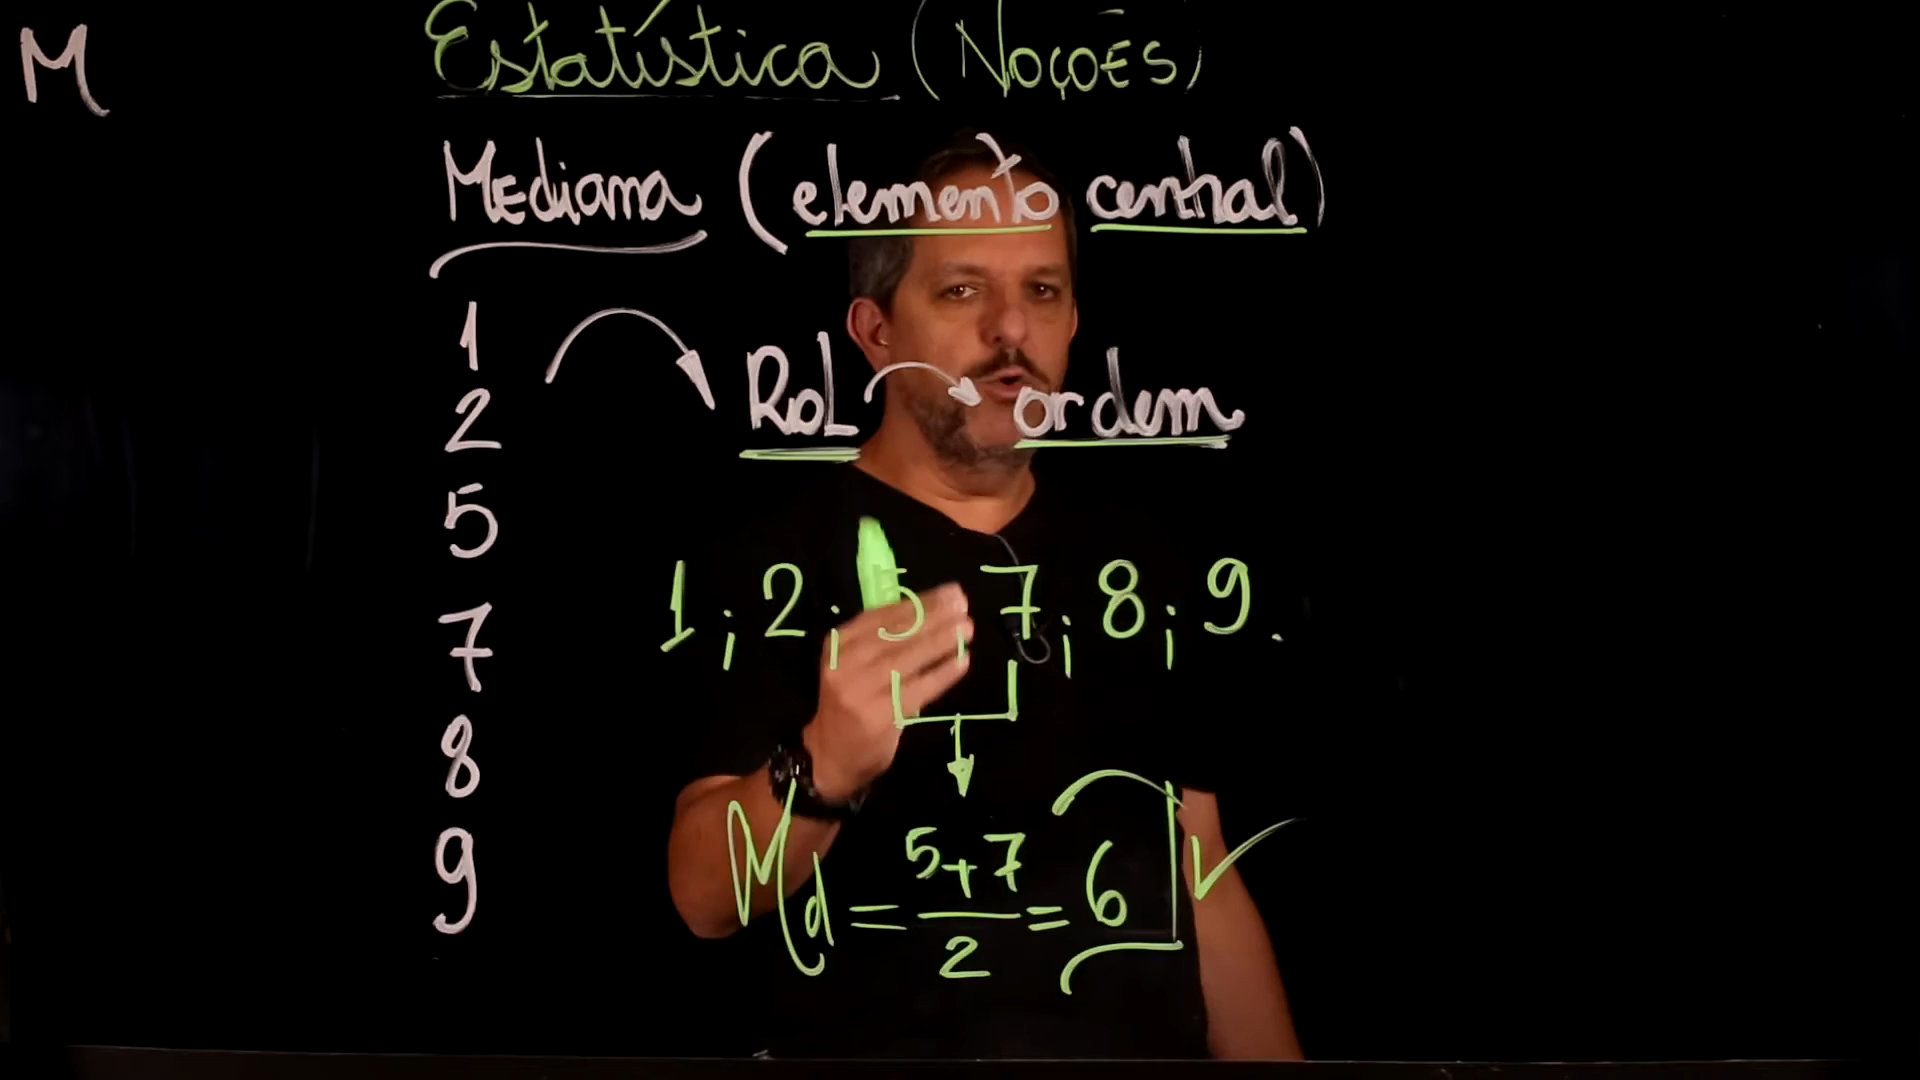 M
Estatística (Noções)
Mediana (elemento central)
1
2
5
7
8
9
Rol ordem
1; 2; 5; 7; 8; 9.
Md = 5+7 / 2 = 6